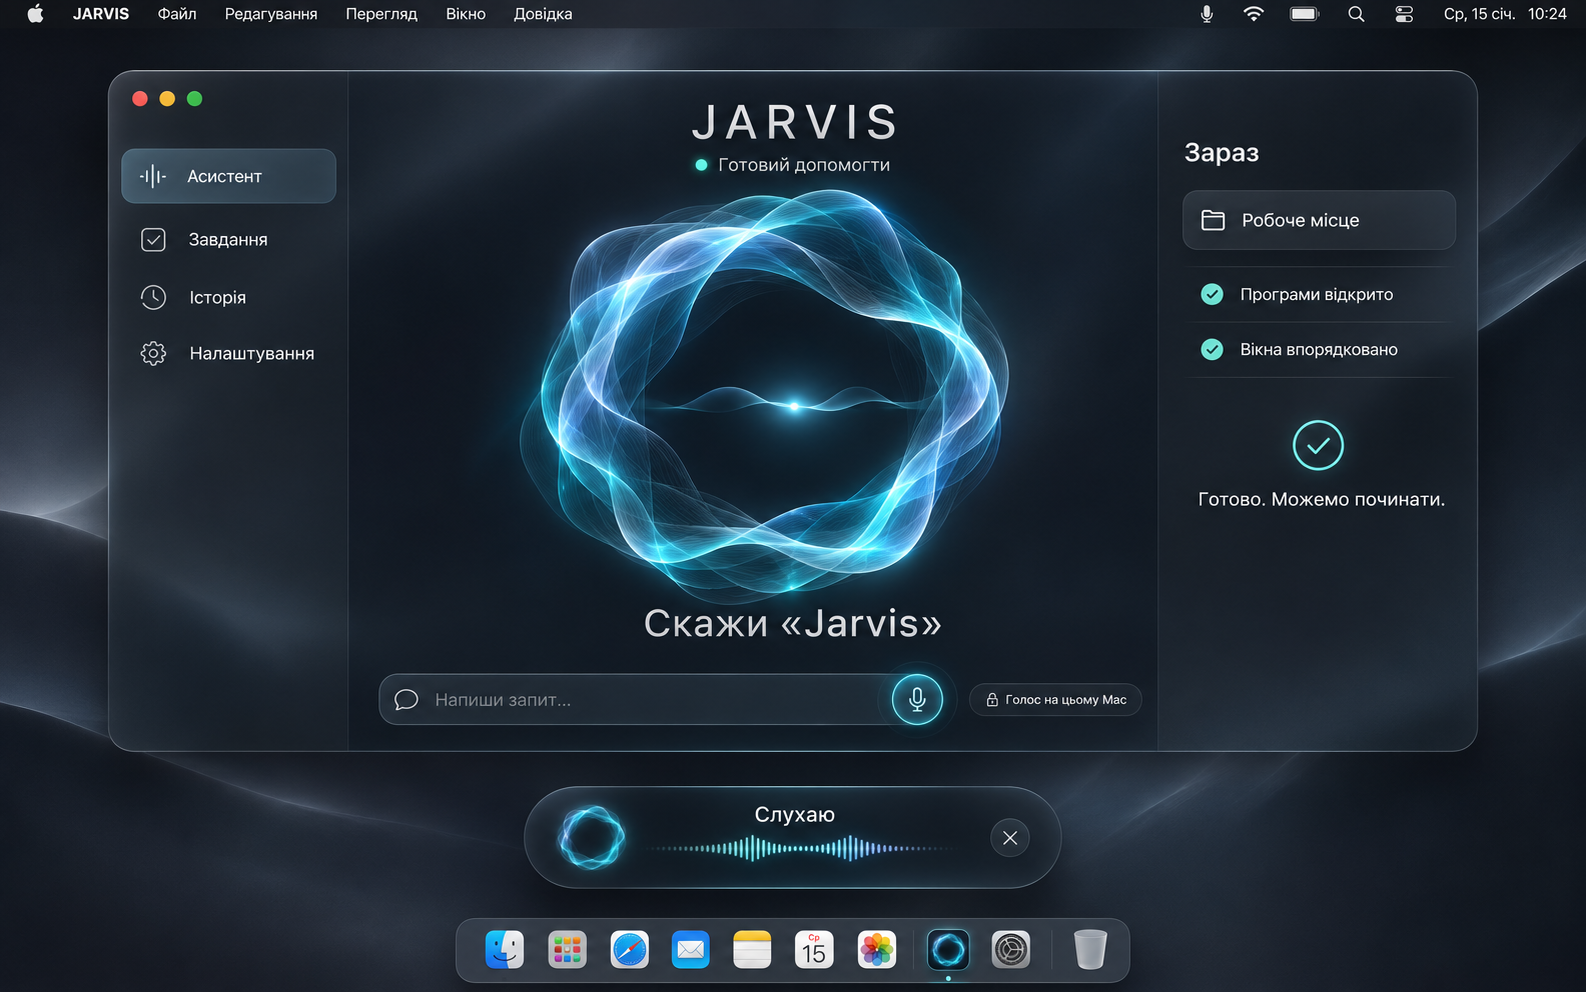 JARVIS Файл Редагування Перегляд Вікно Довідка Ср, 15 січ. 10:24
JARVIS
Готовий допомогти
Асистент
Завдання
Історія
Налаштування
Скажи «Jarvis»
Напиши запит...
Голос на цьому Mac
Зараз
Робоче місце
Програми відкрито
Вікна впорядковано
Готово. Можемо починати.
Слухаю
Ср
15